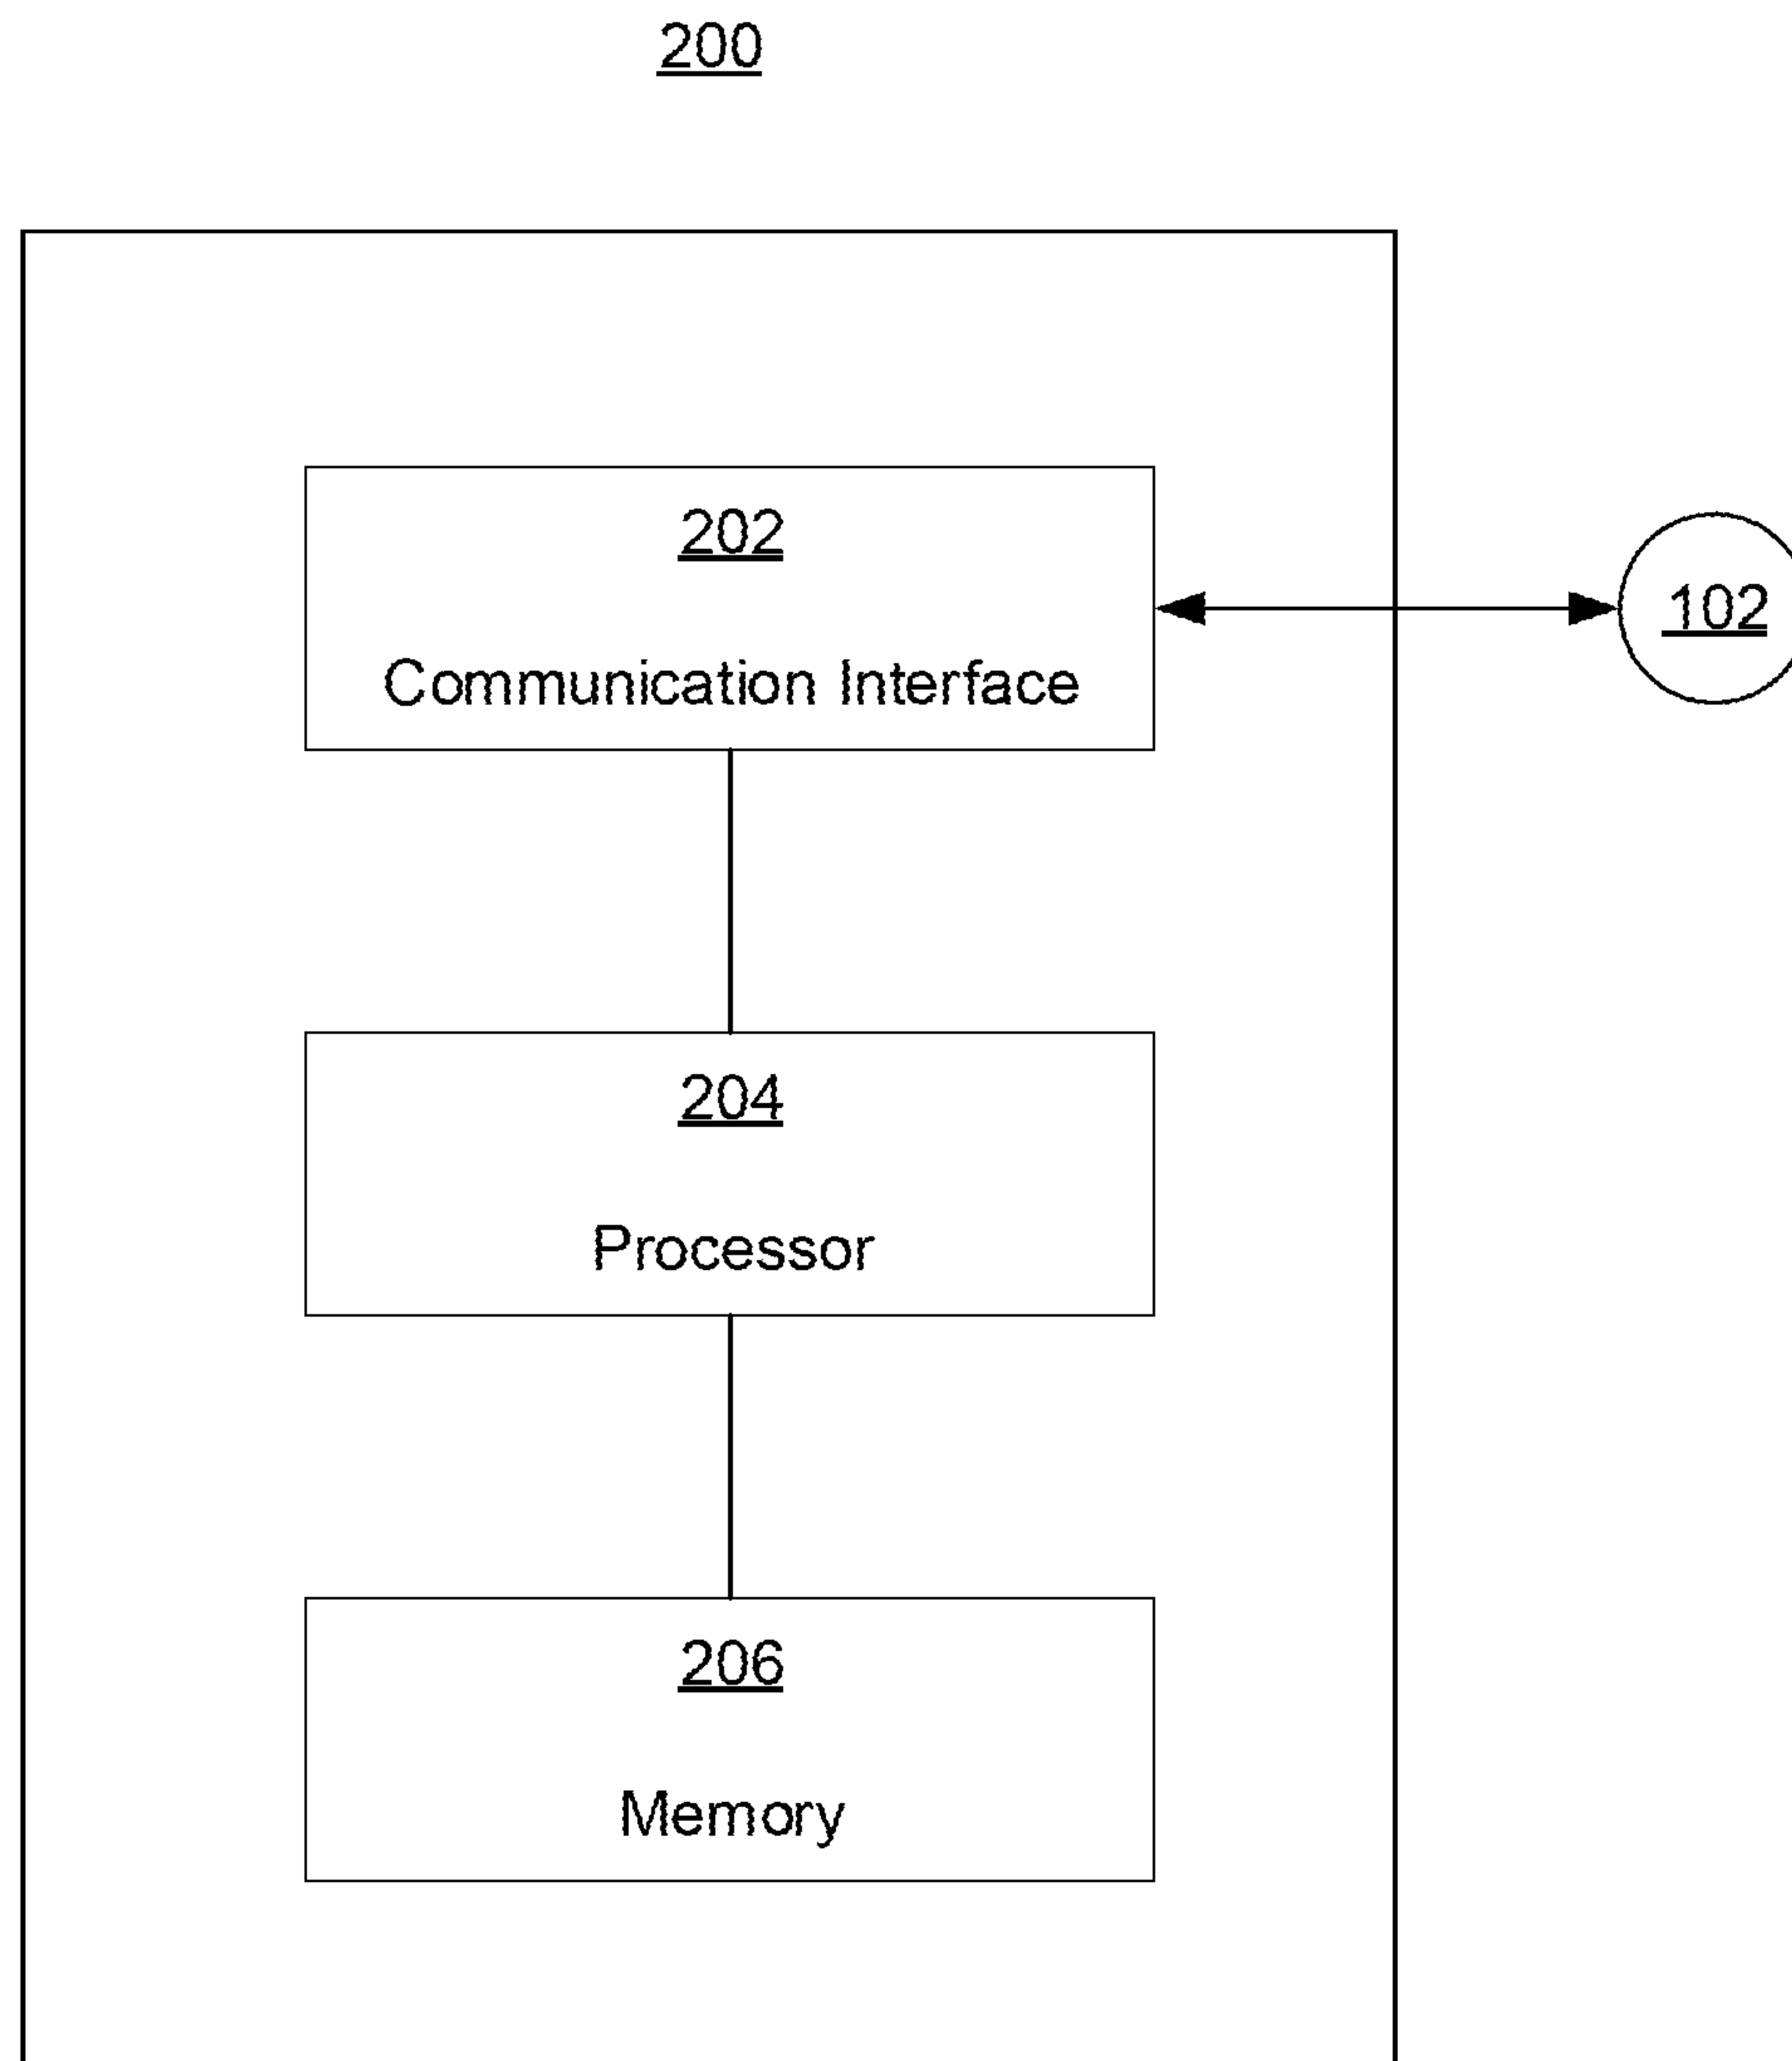 200
202
102
Communication Interface
204
Processor
206
Memory